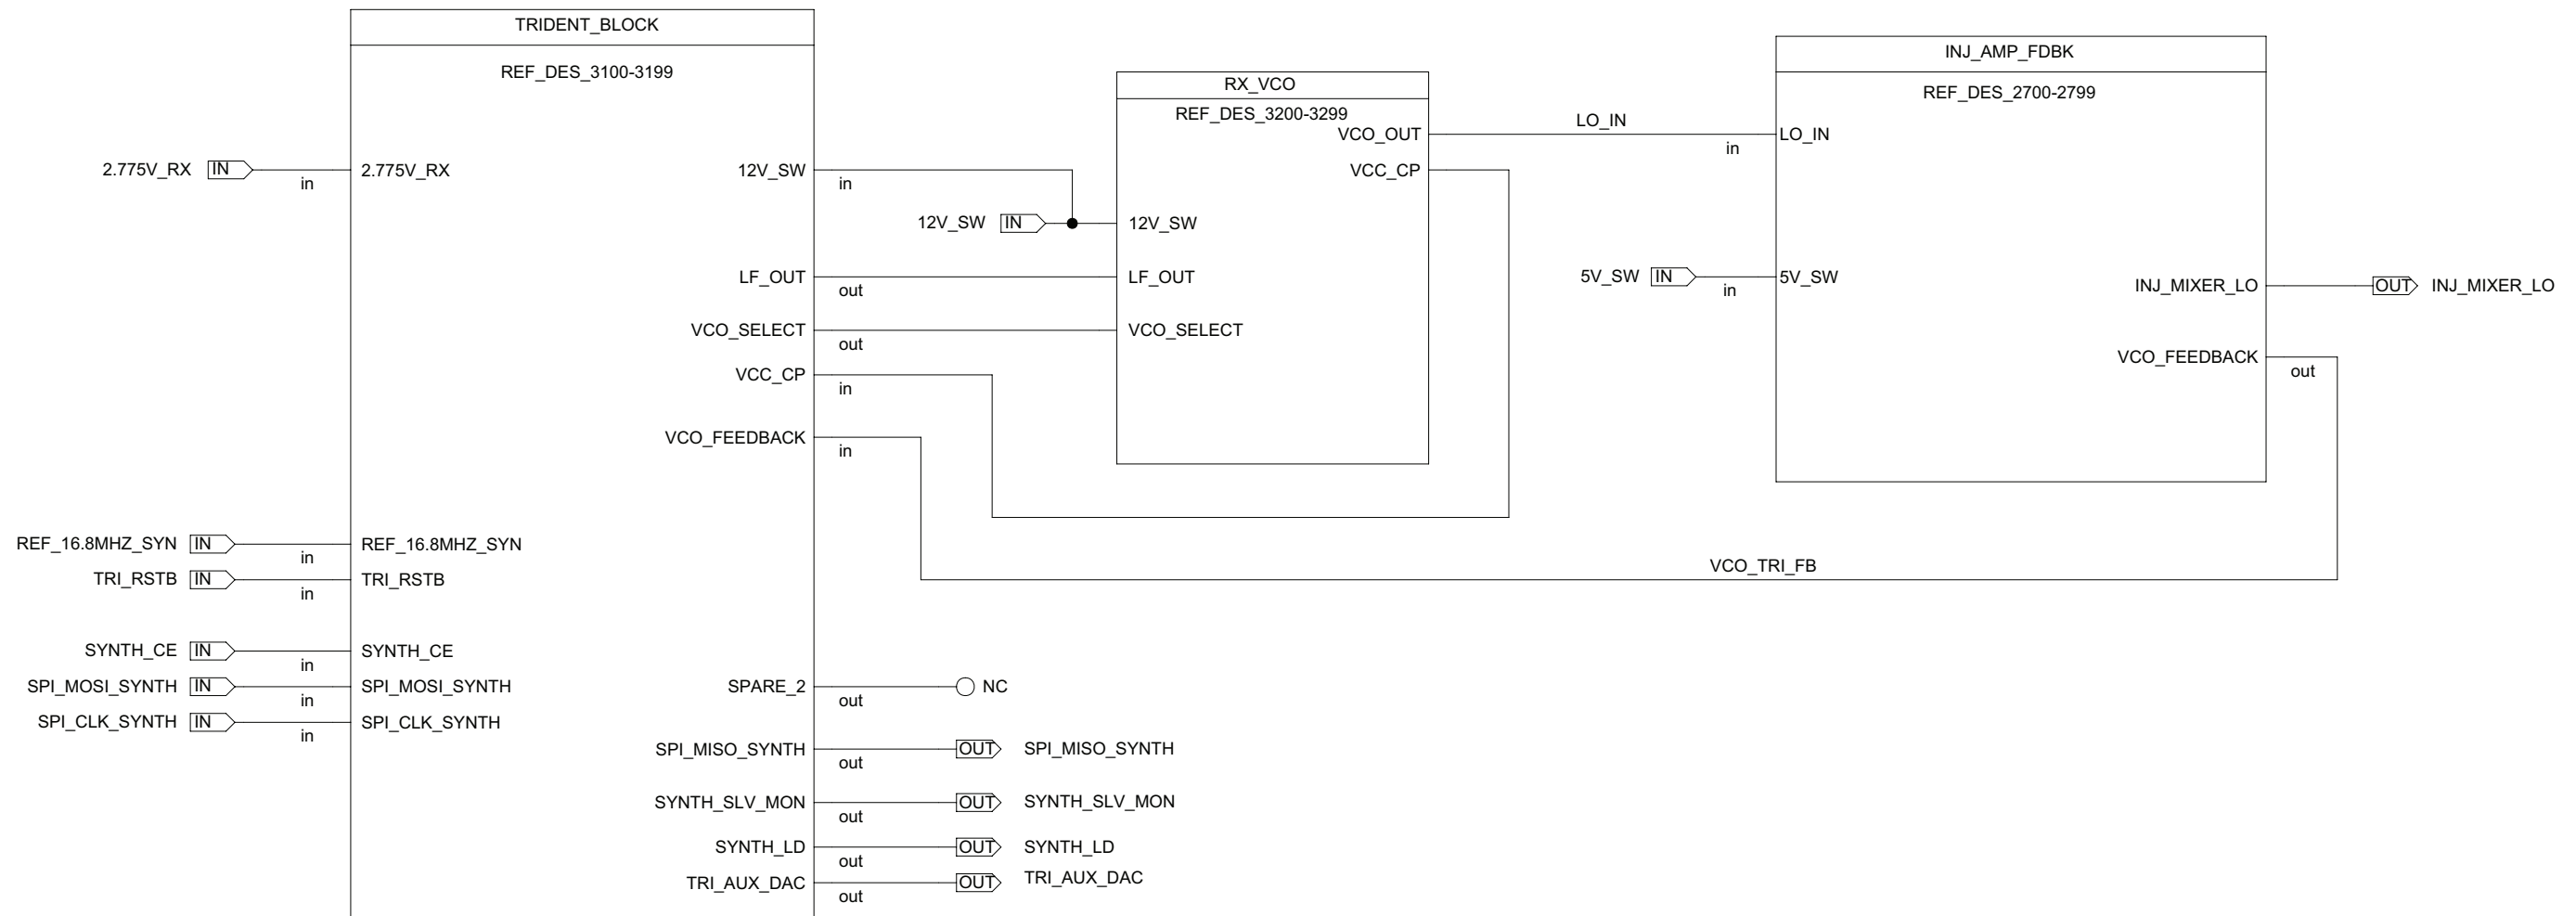 TRIDENT_BLOCK
REF_DES_3100-3199
2.775V_RX IN in 2.775V_RX
12V_SW in
LF_OUT out
VCO_SELECT out
VCC_CP in
VCO_FEEDBACK in
REF_16.8MHZ_SYN IN in REF_16.8MHZ_SYN
TRI_RSTB IN in TRI_RSTB
SYNTH_CE IN in SYNTH_CE
SPI_MOSI_SYNTH IN in SPI_MOSI_SYNTH
SPI_CLK_SYNTH IN in SPI_CLK_SYNTH
SPARE_2 out NC
SPI_MISO_SYNTH out OUT SPI_MISO_SYNTH
SYNTH_SLV_MON out OUT SYNTH_SLV_MON
SYNTH_LD out OUT SYNTH_LD
TRI_AUX_DAC out OUT TRI_AUX_DAC
RX_VCO
REF_DES_3200-3299
VCO_OUT
VCC_CP
12V_SW IN 12V_SW
LF_OUT
VCO_SELECT
LO_IN
in
INJ_AMP_FDBK
REF_DES_2700-2799
LO_IN
5V_SW IN in 5V_SW
INJ_MIXER_LO OUT INJ_MIXER_LO
VCO_FEEDBACK out
VCO_TRI_FB